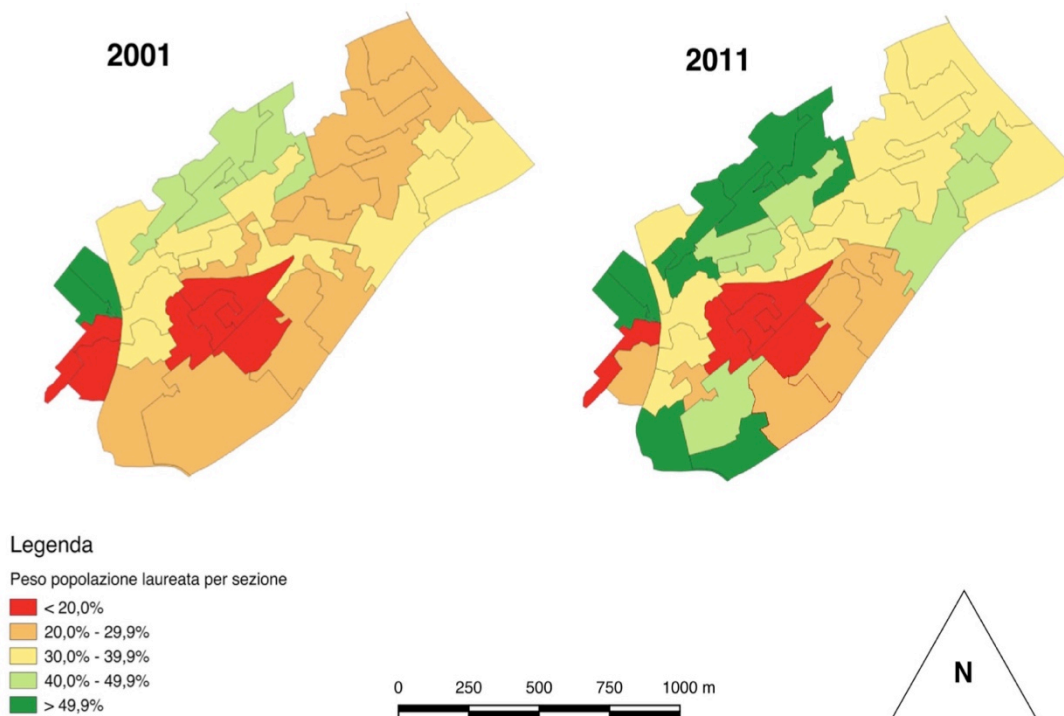 2001
2011
Legenda
Peso popolazione laureata per sezione
< 20,0%
20,0% - 29,9%
30,0% - 39,9%
40,0% - 49,9%
> 49,9%
0 250 500 750 1000 m
N